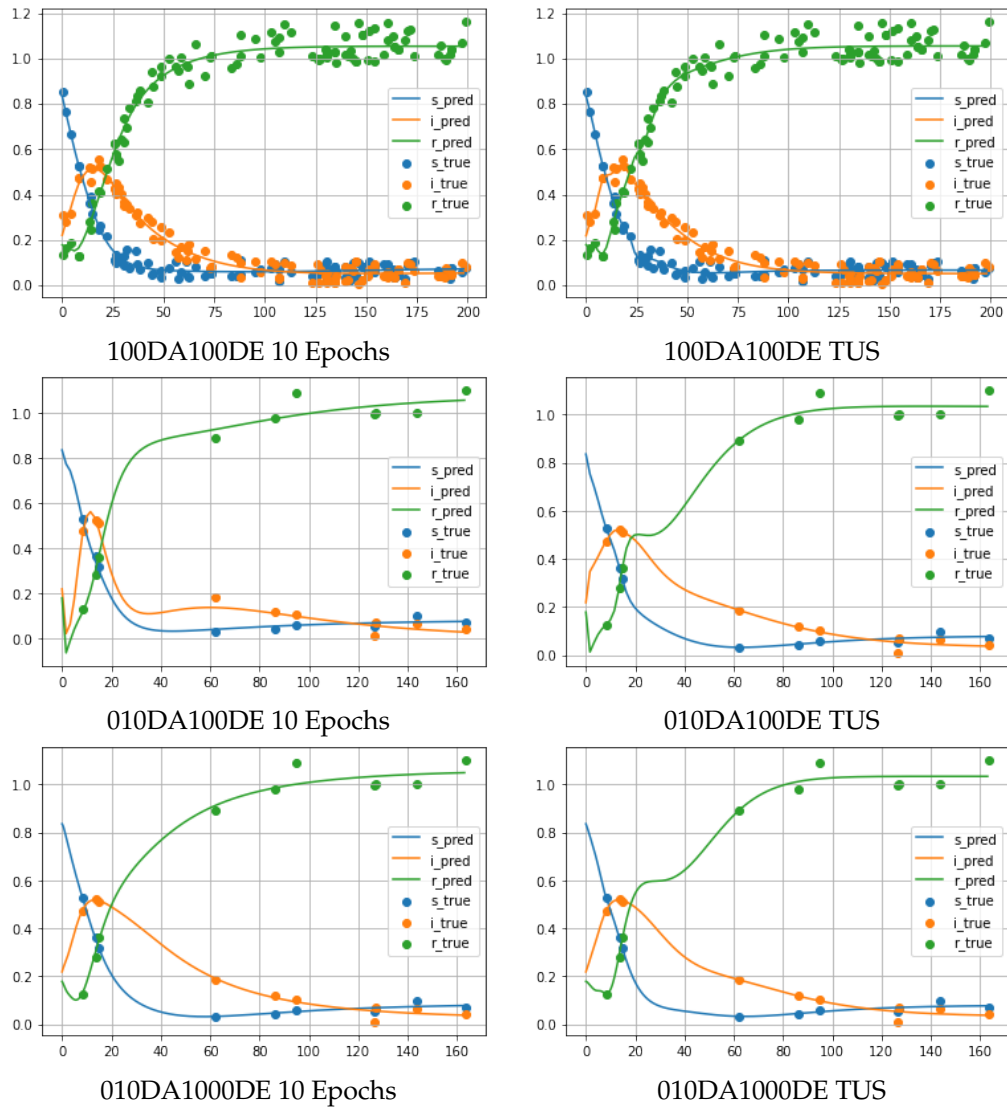 1.2
1.0
0.8
0.6
0.4
0.2
0.0
s_pred
i_pred
r_pred
s_true
i_true
r_true
0 25 50 75 100 125 150 175 200
100DA100DE 10 Epochs
1.2
1.0
0.8
0.6
0.4
0.2
0.0
s_pred
i_pred
r_pred
s_true
i_true
r_true
0 25 50 75 100 125 150 175 200
100DA100DE TUS
1.0
0.8
0.6
0.4
0.2
0.0
s_pred
i_pred
r_pred
s_true
i_true
r_true
0 20 40 60 80 100 120 140 160
010DA100DE 10 Epochs
1.0
0.8
0.6
0.4
0.2
0.0
s_pred
i_pred
r_pred
s_true
i_true
r_true
0 20 40 60 80 100 120 140 160
010DA100DE TUS
1.0
0.8
0.6
0.4
0.2
0.0
s_pred
i_pred
r_pred
s_true
i_true
r_true
0 20 40 60 80 100 120 140 160
010DA1000DE 10 Epochs
1.0
0.8
0.6
0.4
0.2
0.0
s_pred
i_pred
r_pred
s_true
i_true
r_true
0 20 40 60 80 100 120 140 160
010DA1000DE TUS